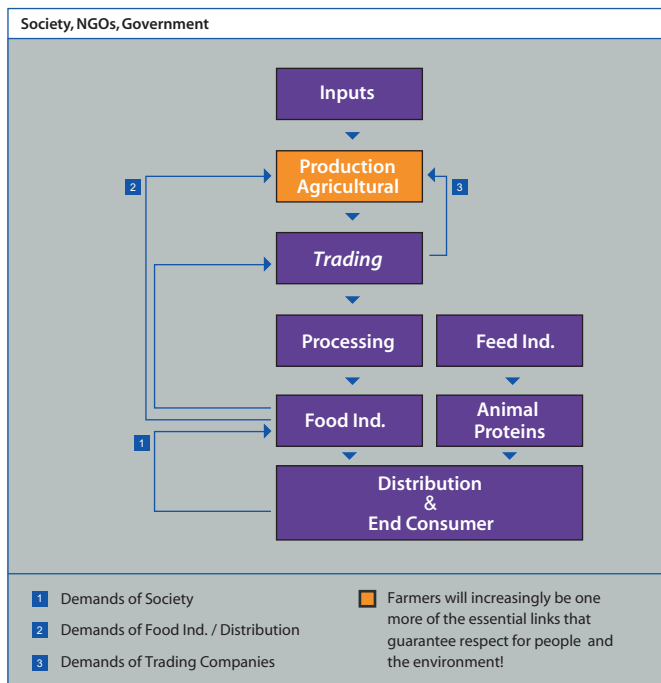 Society, NGOs, Government
Inputs
Production
Agricultural
2
3
Trading
Processing
Feed Ind.
Food Ind.
Animal
Proteins
1
Distribution
&
End Consumer
1 Demands of Society
2 Demands of Food Ind. / Distribution
3 Demands of Trading Companies
Farmers will increasingly be one
more of the essential links that
guarantee respect for people and
the environment!